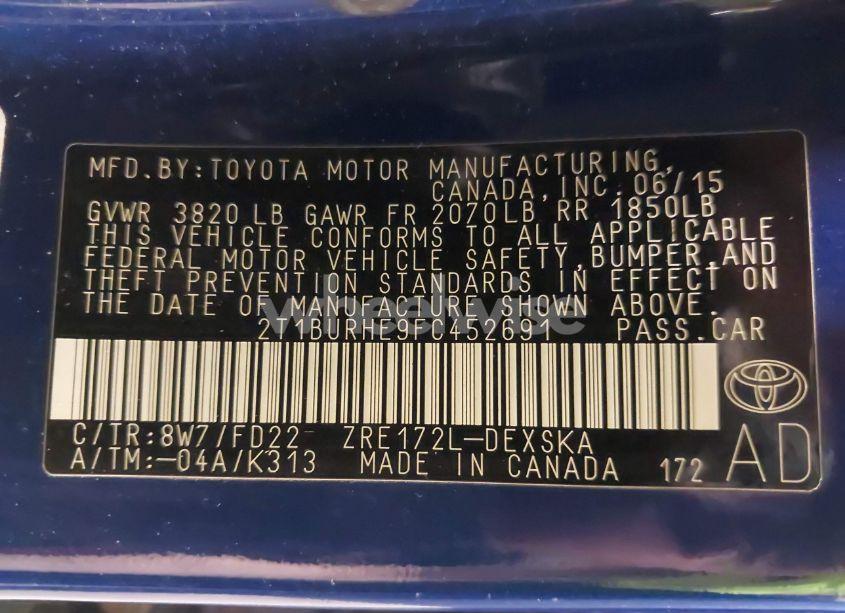 MFD.BY:TOYOTA MOTOR MANUFACTURING,
CANADA,INC. 06/15
GVWR 3820 LB GAWR FR 2070LB RR 1850LB
THIS VEHICLE CONFORMS TO ALL APPLICABLE
FEDERAL MOTOR VEHICLE SAFETY,BUMPER,AND
THEFT PREVENTION STANDARDS IN EFFECT ON
THE DATE OF MANUFACTURE SHOWN ABOVE.
wheelwise
2T1BURHE9FC452691 PASS.CAR
C/TR:8W7/FD22 ZRE172L-DEXSKA
A/TM:-04A/K313 MADE IN CANADA 172 AD